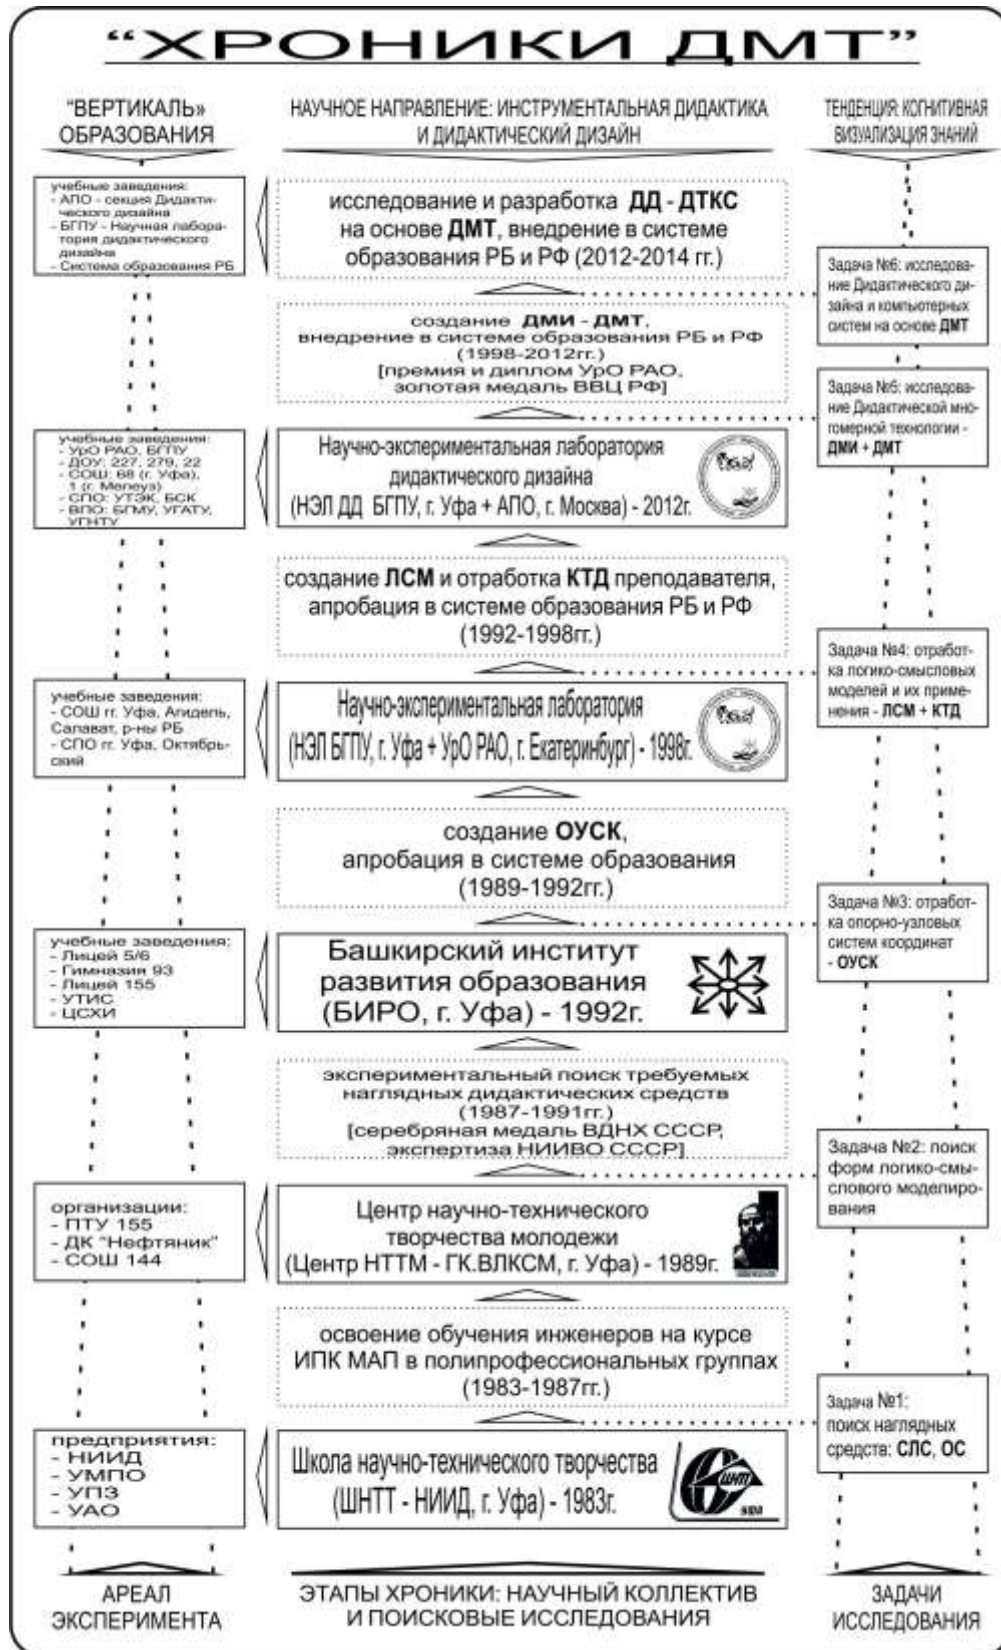 “ХРОНИКИ ДМТ”
“ВЕРТИКАЛЬ»
ОБРАЗОВАНИЯ
учебные заведения:
- АПО - секция Дидакти-
ческого дизайна
- БГПУ - Научная лабора-
тория дидактического
дизайна
- Система образования РБ
учебные заведения:
- УрО РАО, БГПУ
- ДОУ: 227, 279, 22
- СОШ: 68 (г. Уфа),
1 (г. Мелеуз)
- СПО: УТЭК, БСК
- ВПО: БГМУ, УГАТУ,
УГНТУ
учебные заведения:
- СОШ гг. Уфа, Агидель,
Салават, р-ны РБ
- СПО гг. Уфа, Октябрь-
ский
учебные заведения:
- Лицей 5/6
- Гимназия 93
- Лицей 155
- УТИС
- ЦСХИ
организации:
- ПТУ 155
- ДК “Нефтяник”
- СОШ 144
предприятия:
- НИИД
- УМПО
- УПЗ
- УАО
АРЕАЛ
ЭКСПЕРИМЕНТА
НАУЧНОЕ НАПРАВЛЕНИЕ: ИНСТРУМЕНТАЛЬНАЯ ДИДАКТИКА
И ДИДАКТИЧЕСКИЙ ДИЗАЙН
исследование и разработка ДД - ДТКС
на основе ДМТ, внедрение в системе
образования РБ и РФ (2012-2014 гг.)
создание ДМИ - ДМТ,
внедрение в системе образования РБ и РФ
(1998-2012гг.)
[премия и диплом УрО РАО,
золотая медаль ВВЦ РФ]
Научно-экспериментальная лаборатория
дидактического дизайна
(НЭЛ ДД БГПУ, г. Уфа + АПО, г. Москва) - 2012г.
создание ЛСМ и отработка КТД преподавателя,
апробация в системе образования РБ и РФ
(1992-1998гг.)
Научно-экспериментальная лаборатория
(НЭЛ БГПУ, г. Уфа + УрО РАО, г. Екатеринбург) - 1998г.
создание ОУСК,
апробация в системе образования
(1989-1992гг.)
Башкирский институт
развития образования
(БИРО, г. Уфа) - 1992г.
экспериментальный поиск требуемых
наглядных дидактических средств
(1987-1991гг.)
[серебряная медаль ВДНХ СССР,
экспертиза НИИВО СССР]
Центр научно-технического
творчества молодежи
(Центр НТТМ - ГК.ВЛКСМ, г. Уфа) - 1989г.
освоение обучения инженеров на курсе
ИПК МАП в полипрофессиональных группах
(1983-1987гг.)
Школа научно-технического творчества
(ШНТТ - НИИД, г. Уфа) - 1983г.
ШНТ
ЭТАПЫ ХРОНИКИ: НАУЧНЫЙ КОЛЛЕКТИВ
И ПОИСКОВЫЕ ИССЛЕДОВАНИЯ
ТЕНДЕНЦИЯ: КОГНИТИВНАЯ
ВИЗУАЛИЗАЦИЯ ЗНАНИЙ
Задача №6: исследова-
ние Дидактического ди-
зайна и компьютерных
систем на основе ДМТ
Задача №5: исследова-
ние Дидактической мно-
гомерной технологии -
ДМИ + ДМТ
Задача №4: отработ-
ка логико-смысловых
моделей и их приме-
нения - ЛСМ + КТД
Задача №3: отработ-
ка опорно-узловых
систем координат
- ОУСК
Задача №2: поиск
форм логико-смы-
слового моделиро-
вания
Задача №1:
поиск наглядных
средств: СЛС, ОС
ЗАДАЧИ
ИССЛЕДОВАНИЯ